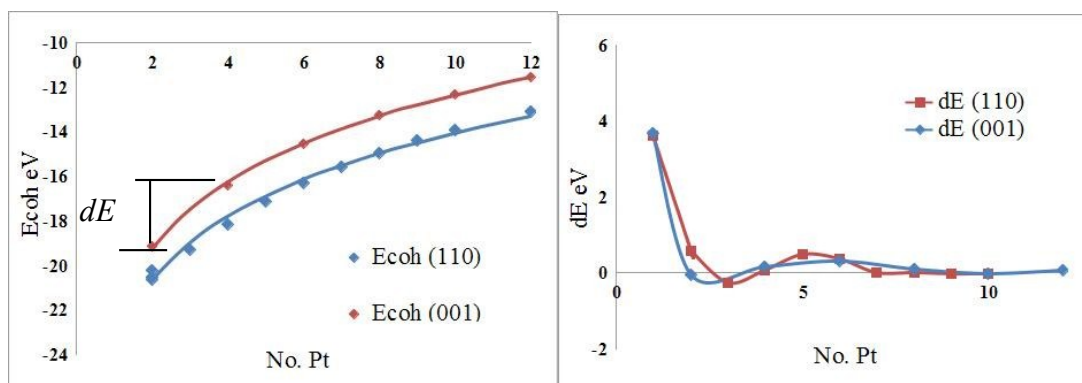 -10
0
2
4
6
8
10
12
-12
-14
-16
-18
-20
-22
-24
Ecoh eV
dE
Ecoh (110)
Ecoh (001)
No. Pt
6
4
2
0
-2
dE eV
dE (110)
dE (001)
0
5
10
No. Pt